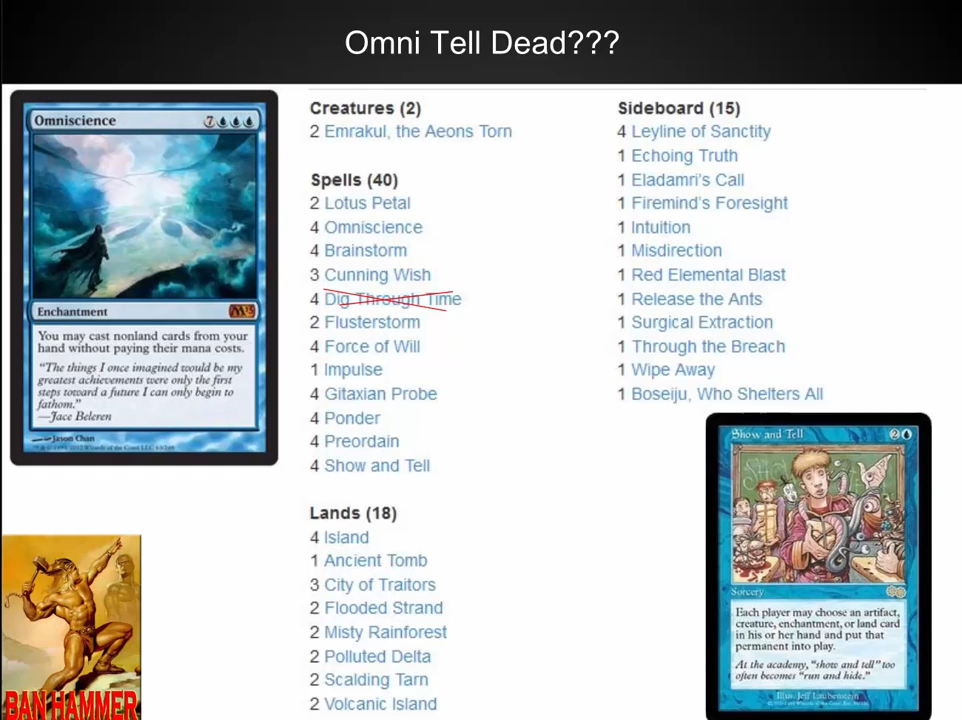 Omni Tell Dead???
Omniscience
7
Enchantment
M13
You may cast nonland cards from your
hand without paying their mana costs.
"The things I once imagined would be my
greatest achievements were only the first
steps toward a future I can only begin to
fathom."
—Jace Beleren
Jason Chan
Creatures (2)
2 Emrakul, the Aeons Torn
Spells (40)
2 Lotus Petal
4 Omniscience
4 Brainstorm
3 Cunning Wish
4 Dig Through Time
2 Flusterstorm
4 Force of Will
1 Impulse
4 Gitaxian Probe
4 Ponder
4 Preordain
4 Show and Tell
Lands (18)
4 Island
1 Ancient Tomb
3 City of Traitors
2 Flooded Strand
2 Misty Rainforest
2 Polluted Delta
2 Scalding Tarn
2 Volcanic Island
Sideboard (15)
4 Leyline of Sanctity
1 Echoing Truth
1 Eladamri's Call
1 Firemind's Foresight
1 Intuition
1 Misdirection
1 Red Elemental Blast
1 Release the Ants
1 Surgical Extraction
1 Through the Breach
1 Wipe Away
1 Boseiju, Who Shelters All
Show and Tell
2
Sorcery
Each player may choose an artifact,
creature, enchantment, or land card
in his or her hand and put that
permanent into play.
At the academy, "show and tell" too
often becomes "run and hide."
Illus. Jeff Laubenstein
BAN HAMMER